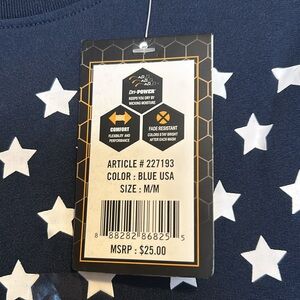 DRI-POWER®
KEEPS YOU DRY BY
WICKING MOISTURE
COMFORT
FLEXIBILITY AND
PERFORMANCE
FADE RESISTANT
COLORS STAY BRIGHT
AFTER EACH WASH
ARTICLE # 227193
COLOR : BLUE USA
SIZE : M/M
8 88282 86825 5
MSRP : $25.00